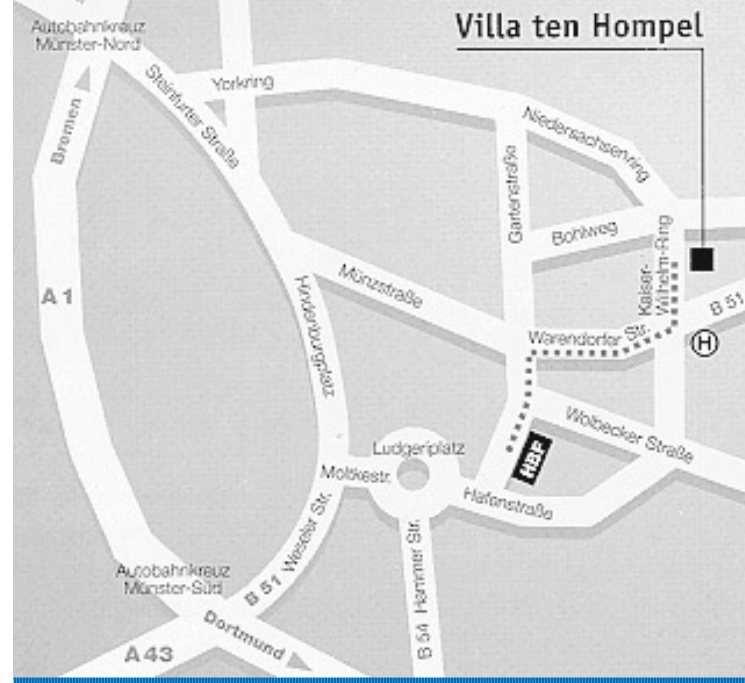 Villa ten Hompel
Autobahnkreuz
Münster-Nord
Steinfurter Straße
Yorkring
Bremen
Niedersachsenring
Gartenstraße
Bohlweg
Kaiser-
Wilhelm-Ring
A 1
Münzstraße
Hindenburgplatz
B 51
Warendorfer Str.
H
Wolbecker Straße
Ludgeriplatz
HBF
Moltkestr.
Hafenstraße
B 51 Weseler Str.
B 54 Hammer Str.
Autobahnkreuz
Münster-Süd
Dortmund
A 43